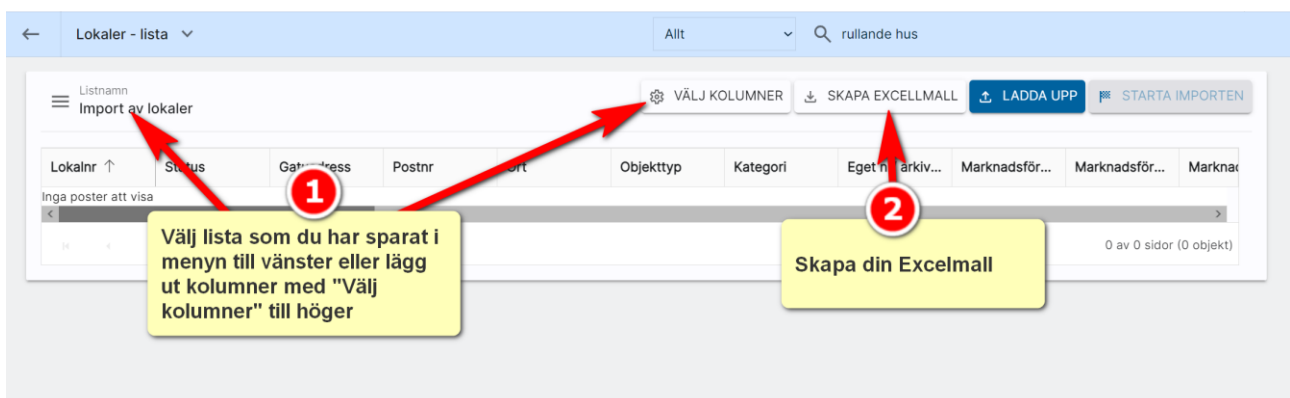 Lokaler - lista
Allt
rullande hus
Listnamn
Import av lokaler
VÄLJ KOLUMNER
SKAPA EXCELLMALL
LADDA UPP
STARTA IMPORTEN
Lokalnr ↑ Status Postnr Objekttyp Kategori Marknadsför... Marknadsför...
Inga poster att visa
1
2
Välj lista som du har sparat i
menyn till vänster eller lägg
ut kolumner med "Välj
kolumner" till höger
Skapa din Excelmall
0 av 0 sidor (0 objekt)